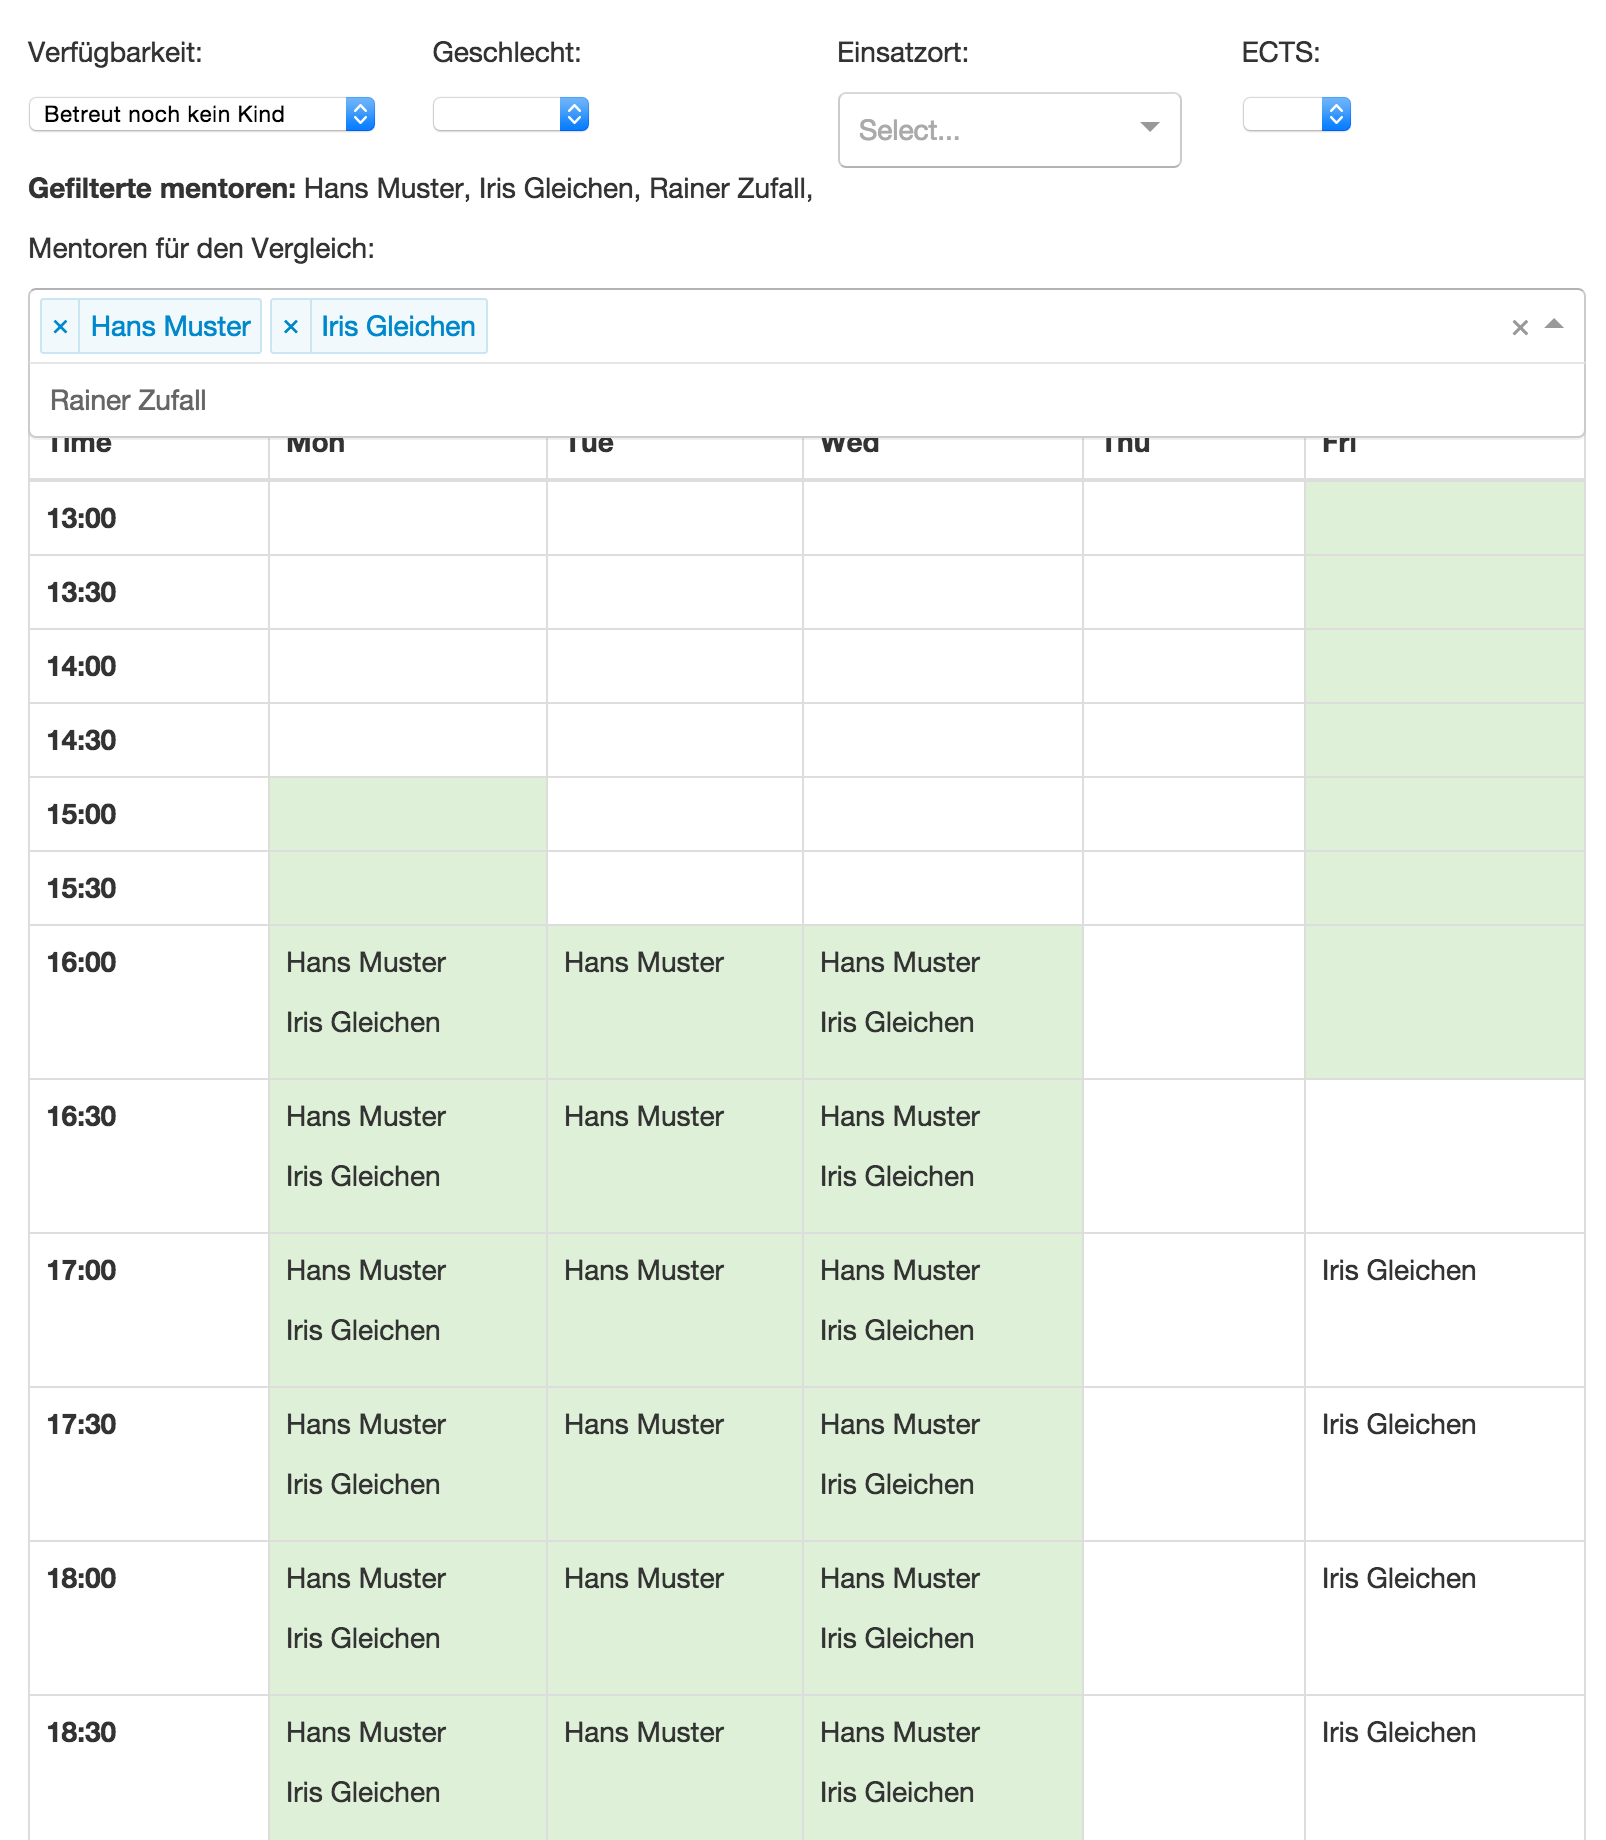 Verfügbarkeit: Geschlecht: Einsatzort: ECTS:
Betreut noch kein Kind Select...
Gefilterte mentoren: Hans Muster, Iris Gleichen, Rainer Zufall,
Mentoren für den Vergleich:
× Hans Muster × Iris Gleichen ×
Rainer Zufall
Time Mon Tue Wed Thu Fri
13:00
13:30
14:00
14:30
15:00
15:30
16:00 Hans Muster Hans Muster Hans Muster
Iris Gleichen Iris Gleichen
16:30 Hans Muster Hans Muster Hans Muster
Iris Gleichen Iris Gleichen
17:00 Hans Muster Hans Muster Hans Muster Iris Gleichen
Iris Gleichen Iris Gleichen
17:30 Hans Muster Hans Muster Hans Muster Iris Gleichen
Iris Gleichen Iris Gleichen
18:00 Hans Muster Hans Muster Hans Muster Iris Gleichen
Iris Gleichen Iris Gleichen
18:30 Hans Muster Hans Muster Hans Muster Iris Gleichen
Iris Gleichen Iris Gleichen